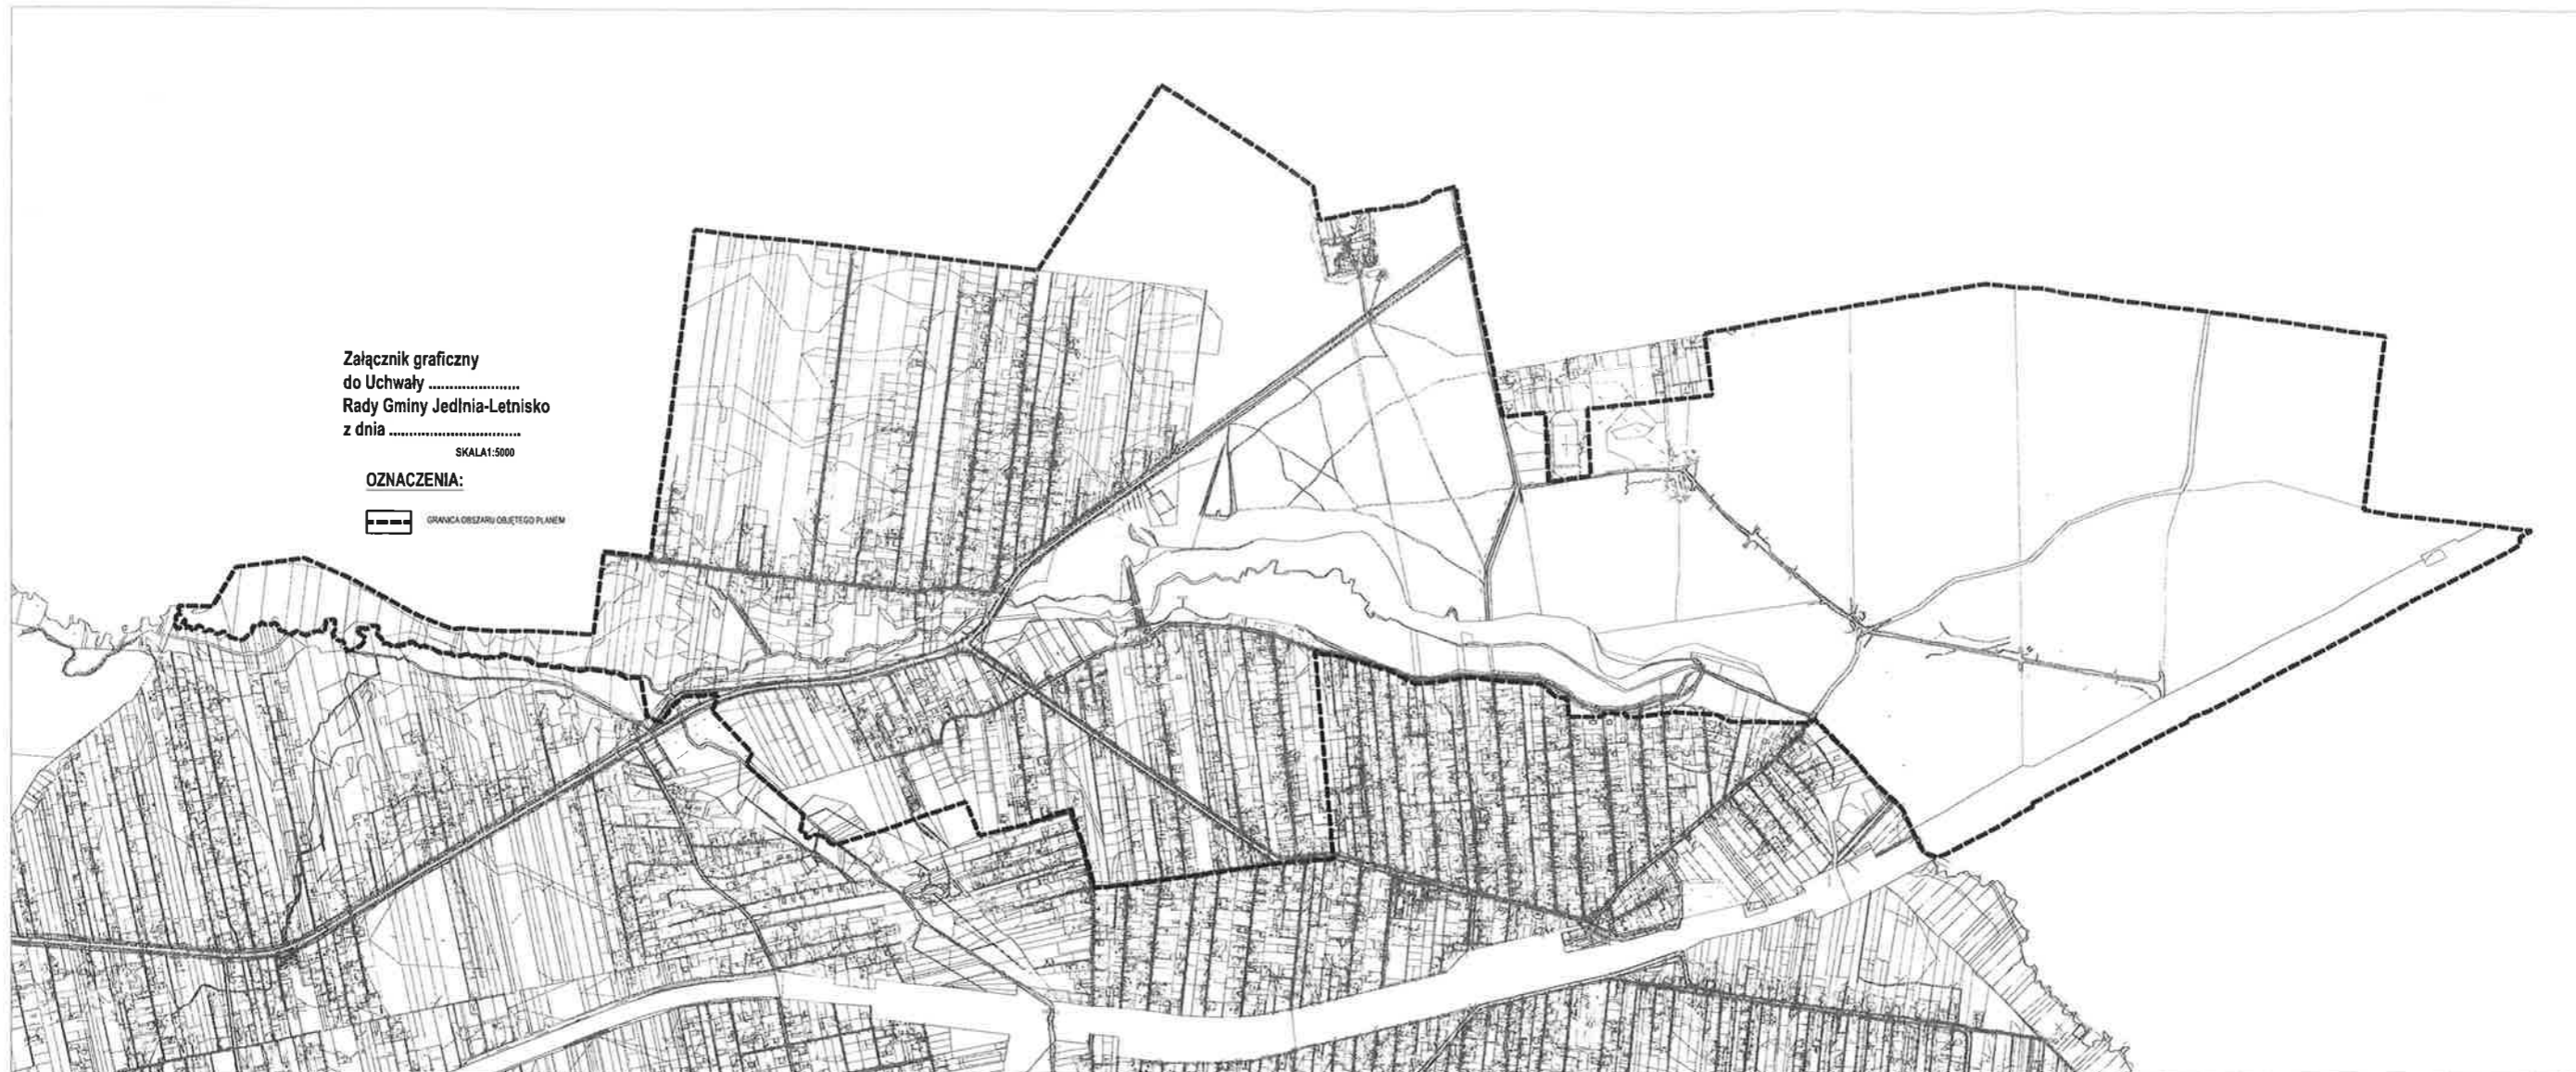 Załącznik graficzny
do Uchwały ......................
Rady Gminy Jedlnia-Letnisko
z dnia ................................
SKALA1:5000
OZNACZENIA:
GRANICA OBSZARU OBJĘTEGO PLANEM